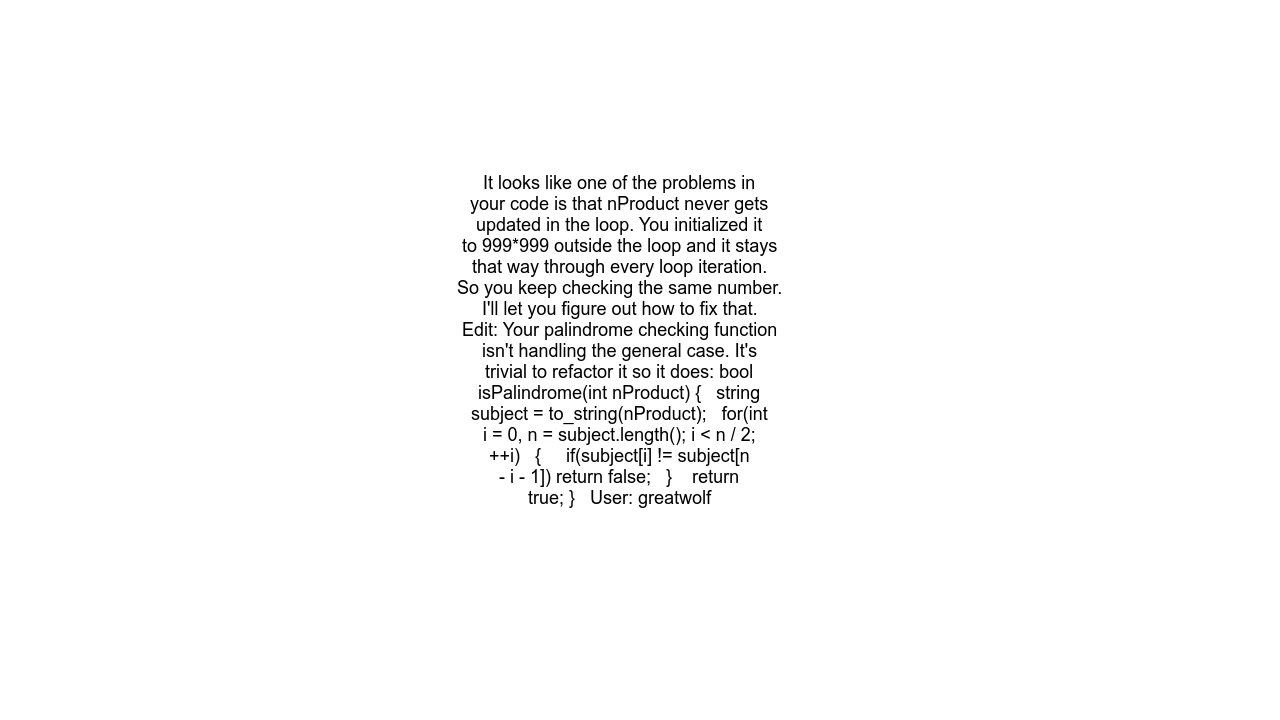 It looks like one of the problems in
your code is that nProduct never gets
updated in the loop. You initialized it
to 999*999 outside the loop and it stays
that way through every loop iteration.
So you keep checking the same number.
I'll let you figure out how to fix that.
Edit: Your palindrome checking function
isn't handling the general case. It's
trivial to refactor it so it does: bool
isPalindrome(int nProduct) {   string
subject = to_string(nProduct);   for(int
i = 0, n = subject.length(); i < n / 2;
++i)   {     if(subject[i] != subject[n
- i - 1]) return false;   }    return
true; }   User: greatwolf